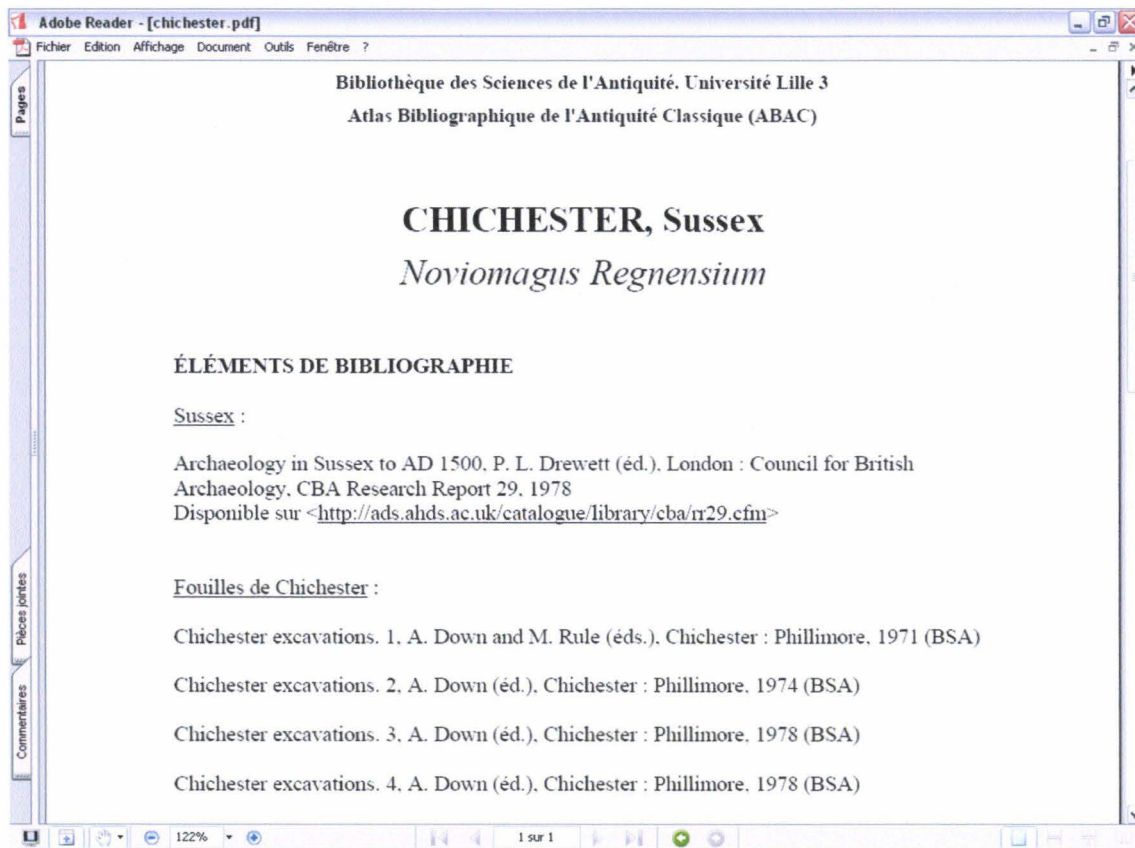 Adobe Reader - [chichester.pdf]
Fichier Edition Affichage Document Outils Fenêtre ?
Pages
Pièces jointes
Commentaires
Bibliothèque des Sciences de l'Antiquité. Université Lille 3
Atlas Bibliographique de l'Antiquité Classique (ABAC)
CHICHESTER, Sussex
Noviomagus Regnensium
ÉLÉMENTS DE BIBLIOGRAPHIE
Sussex :
Archaeology in Sussex to AD 1500, P. L. Drewett (éd.), London : Council for British
Archaeology, CBA Research Report 29, 1978
Disponible sur <http://ads.ahds.ac.uk/catalogue/library/cba/rr29.cfm>
Fouilles de Chichester :
Chichester excavations. 1, A. Down and M. Rule (éds.), Chichester : Phillimore, 1971 (BSA)
Chichester excavations. 2, A. Down (éd.), Chichester : Phillimore, 1974 (BSA)
Chichester excavations. 3, A. Down (éd.), Chichester : Phillimore, 1978 (BSA)
Chichester excavations. 4, A. Down (éd.), Chichester : Phillimore, 1978 (BSA)
122%
1 sur 1